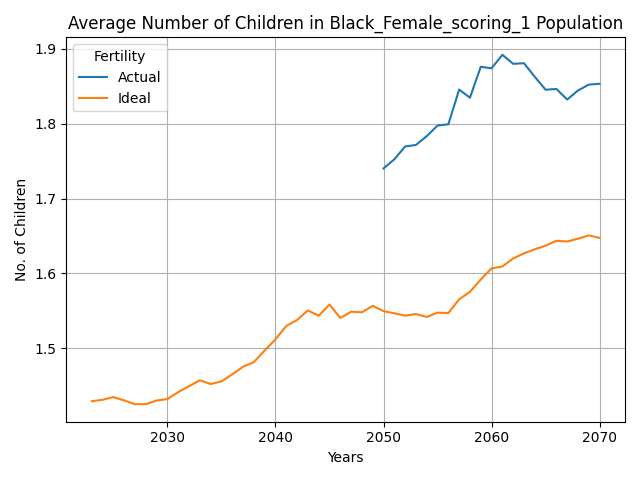 Average Number of Children in Black_Female_scoring_1 Population
Fertility
Actual
Ideal
No. of Children
1.9
1.8
1.7
1.6
1.5
2030 2040 2050 2060 2070
Years